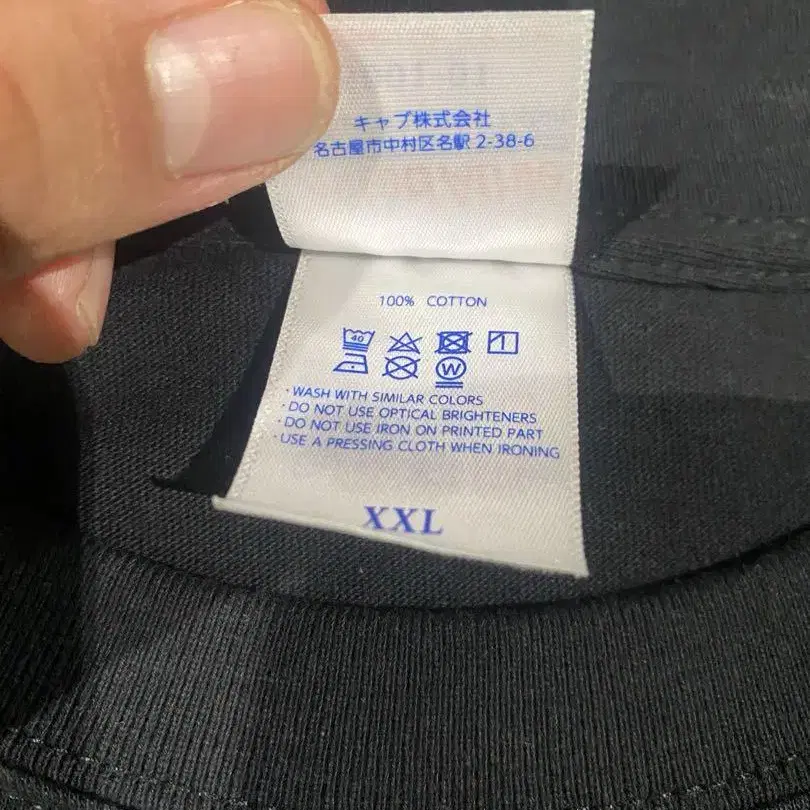 キャブ株式会社
名古屋市中村区名駅 2-38-6
100% COTTON
40
W
・WASH WITH SIMILAR COLORS
・DO NOT USE OPTICAL BRIGHTENERS
・DO NOT USE IRON ON PRINTED PART
・USE A PRESSING CLOTH WHEN IRONING
XXL